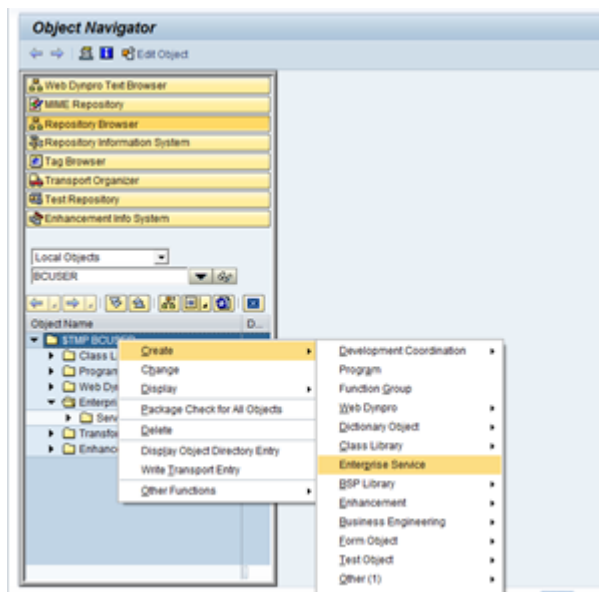 Object Navigator
Edit Object
Web Dynpro Text Browser
MIME Repository
Repository Browser
Repository Information System
Tag Browser
Transport Organizer
Test Repository
Enhancement Info System
Local Objects
BCUSER
Object Name D...
$TMP BCUSER
Class L
Program
Web Dyn
Enterpri
Serv
Transfo
Enhanc
Create
Change
Display
Package Check for All Objects
Delete
Display Object Directory Entry
Write Transport Entry
Other Functions
Development Coordination
Program
Function Group
Web Dynpro
Dictionary Object
Class Library
Enterprise Service
BSP Library
Enhancement
Business Engineering
Form Object
Test Object
Other (1)